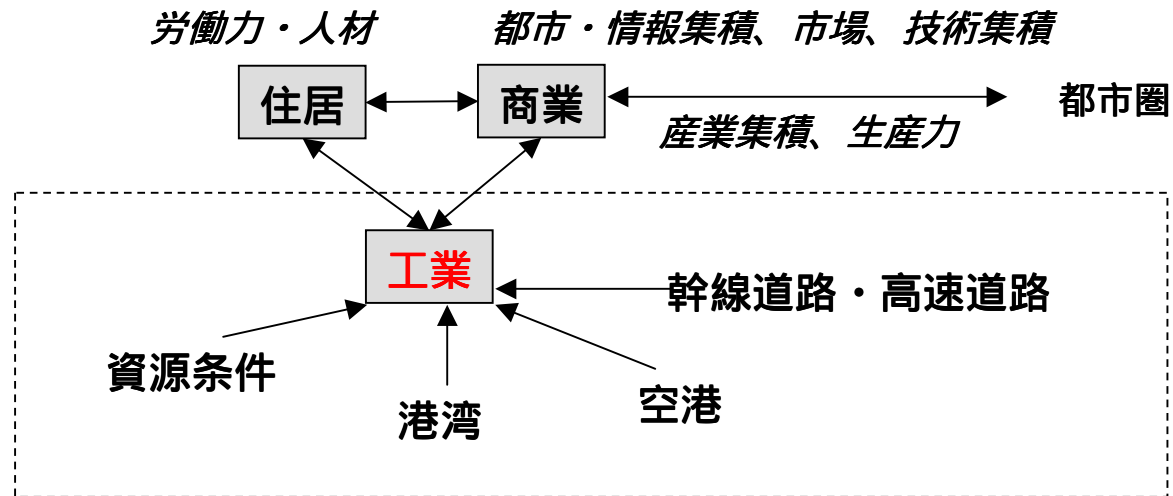 労働力・人材
都市・情報集積、市場、技術集積
住居
商業
都市圏
産業集積、生産力
工業
幹線道路・高速道路
資源条件
港湾
空港